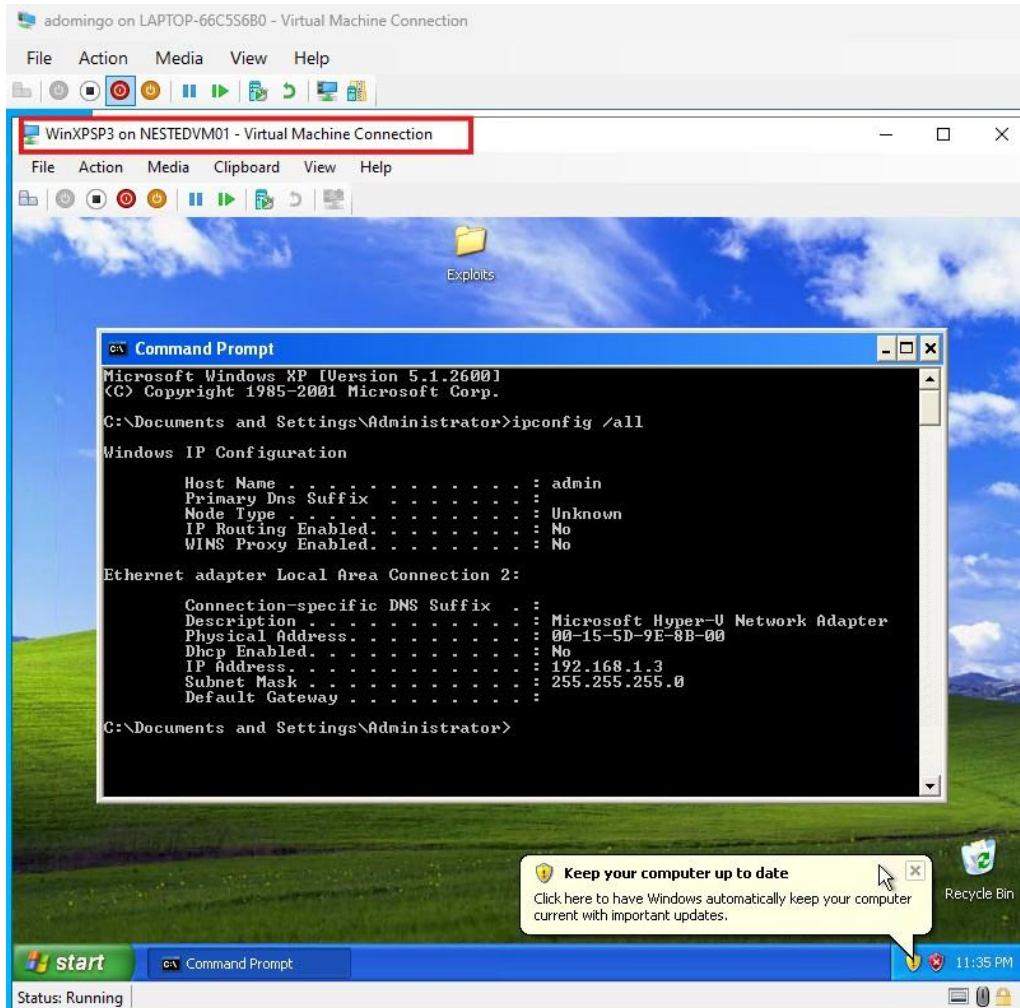 adomingo on LAPTOP-66C5S6B0 - Virtual Machine Connection
File Action Media View Help
WinXPSP3 on NESTEDVM01 - Virtual Machine Connection
File Action Media Clipboard View Help
Exploits
Command Prompt
Microsoft Windows XP [Version 5.1.2600]
(C) Copyright 1985-2001 Microsoft Corp.
C:\Documents and Settings\Administrator>ipconfig /all
Windows IP Configuration
Host Name . . . . . . . . . . . . : admin
Primary Dns Suffix . . . . . . . :
Node Type . . . . . . . . . . . . : Unknown
IP Routing Enabled. . . . . . . . : No
WINS Proxy Enabled. . . . . . . . : No
Ethernet adapter Local Area Connection 2:
Connection-specific DNS Suffix . :
Description . . . . . . . . . . . : Microsoft Hyper-V Network Adapter
Physical Address. . . . . . . . . : 00-15-5D-9E-8B-00
Dhcp Enabled. . . . . . . . . . . : No
IP Address. . . . . . . . . . . . : 192.168.1.3
Subnet Mask . . . . . . . . . . . : 255.255.255.0
Default Gateway . . . . . . . . . :
C:\Documents and Settings\Administrator>
Keep your computer up to date
Click here to have Windows automatically keep your computer
current with important updates.
Recycle Bin
start
Command Prompt
11:35 PM
Status: Running